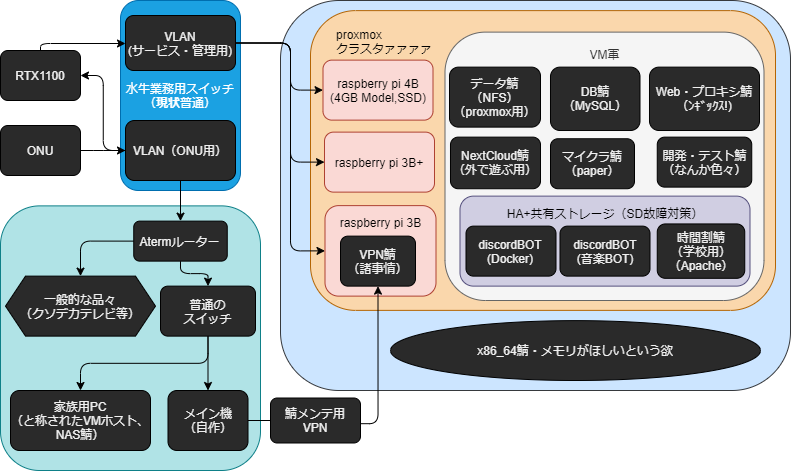 RTX1100
ONU
VLAN
(サービス・管理用)
水牛業務用スイッチ
(現状普通)
VLAN（ONU用）
Atermルーター
一般的な品々
(クソデカテレビ等)
普通の
スイッチ
家族用PC
(と称されたVMホスト、
NAS鯖)
メイン機
(自作)
鯖メンテ用
VPN
proxmox
クラスタァァァァ
raspberry pi 4B
(4GB Model,SSD)
raspberry pi 3B+
raspberry pi 3B
VPN鯖
(諸事情)
VM軍
データ鯖
(NFS)
(proxmox用)
DB鯖
(MySQL)
Web・プロキシ鯖
(ﾝｷﾞｯｸｽ!)
NextCloud鯖
(外で遊ぶ用)
マイクラ鯖
(paper)
開発・テスト鯖
(なんか色々)
HA+共有ストレージ（SD故障対策）
discordBOT
(Docker)
discordBOT
(音楽BOT)
時間割鯖
(学校用)
(Apache)
x86_64鯖・メモリがほしいという欲